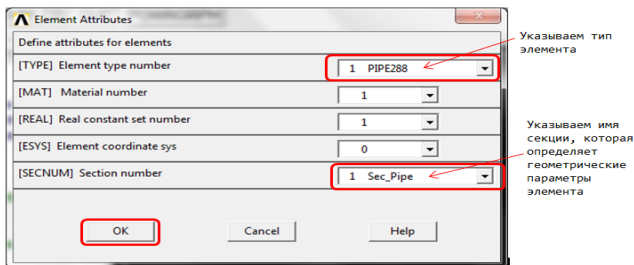 Element Attributes
Define attributes for elements
[TYPE] Element type number
1 PIPE288
[MAT] Material number
1
[REAL] Real constant set number
1
[ESYS] Element coordinate sys
0
[SECNUM] Section number
1 Sec_Pipe
OK
Cancel
Help
Указываем тип
элемента
Указываем имя
секции, которая
определяет
геометрические
параметры
элемента